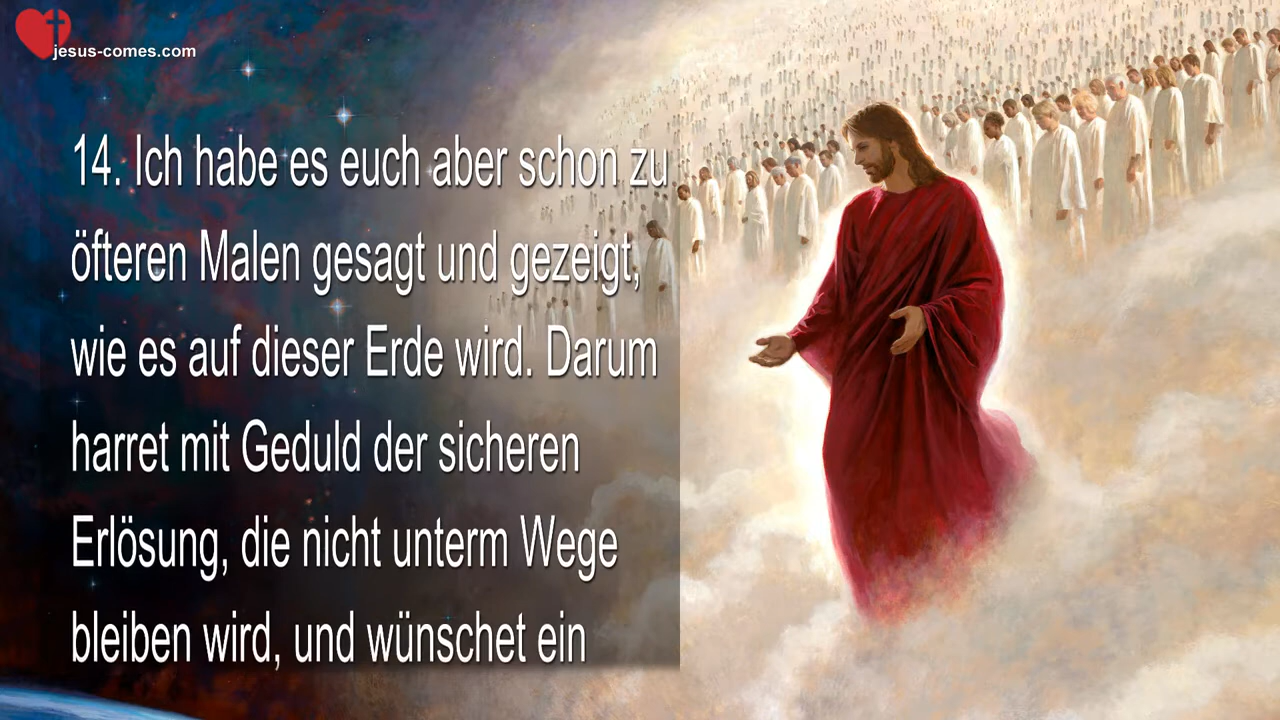 jesus-comes.com
14. Ich habe es euch aber schon zu
öfteren Malen gesagt und gezeigt,
wie es auf dieser Erde wird. Darum
harret mit Geduld der sicheren
Erlösung, die nicht unterm Wege
bleiben wird, und wünschet ein